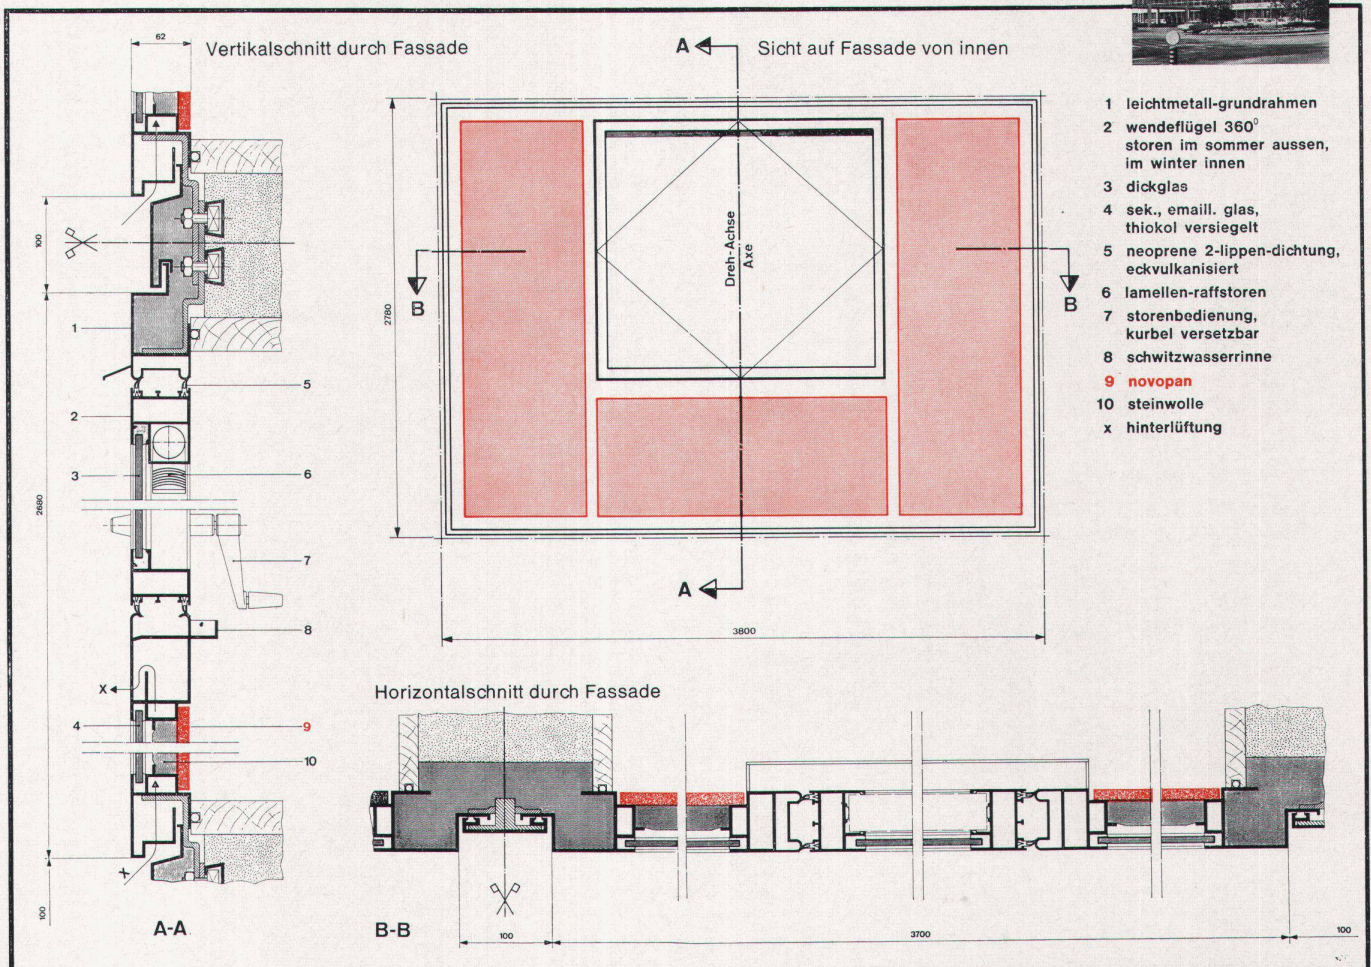 62
Vertikalschnitt durch Fassade
100
2680
100
1
2
3
4
5
6
7
8
9
10
x
x
A-A
Sicht auf Fassade von innen
A
A
B
B
Dreh-Achse
Axe
2780
3800
1 leichtmetall-grundrahmen
2 wendeflügel 360°
storen im sommer aussen,
im winter innen
3 dickglas
4 sek., emaill. glas,
thiokol versiegelt
5 neoprene 2-lippen-dichtung,
eckvulkanisiert
6 lamellen-raffstoren
7 storenbedienung,
kurbel versetzbar
8 schwitzwasserrinne
9 novopan
10 steinwolle
x hinterlüftung
Horizontalschnitt durch Fassade
B-B
100
3700
100